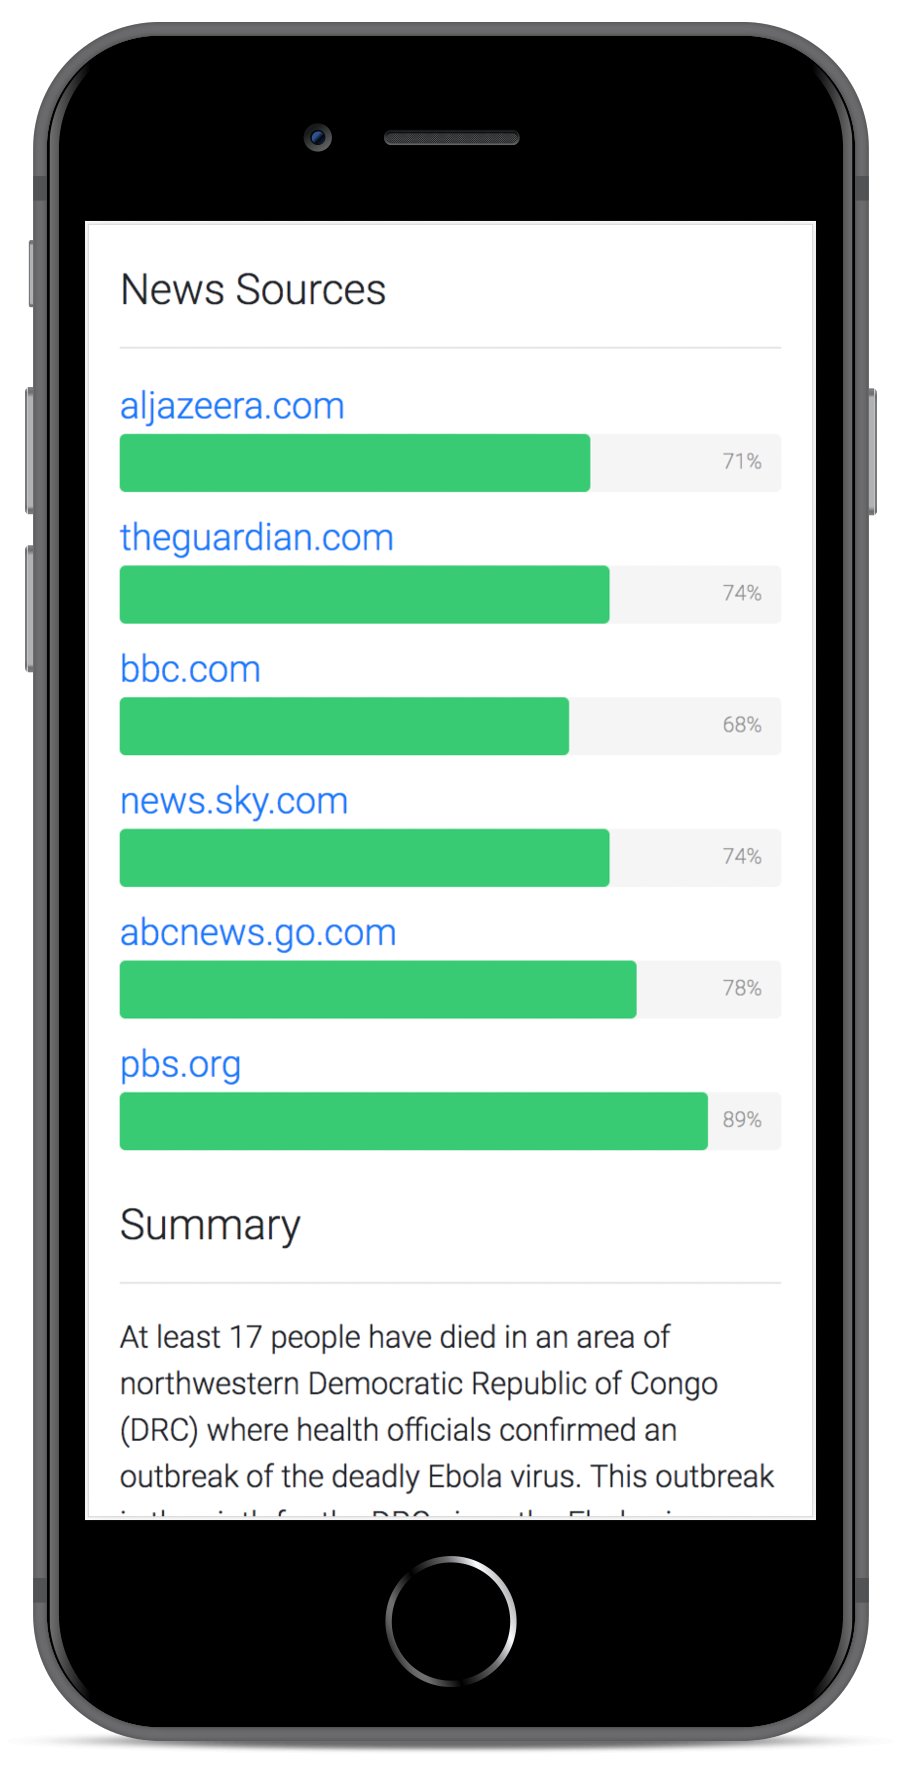 News Sources
aljazeera.com
71%
theguardian.com
74%
bbc.com
68%
news.sky.com
74%
abcnews.go.com
78%
pbs.org
89%
Summary
At least 17 people have died in an area of
northwestern Democratic Republic of Congo
(DRC) where health officials confirmed an
outbreak of the deadly Ebola virus. This outbreak